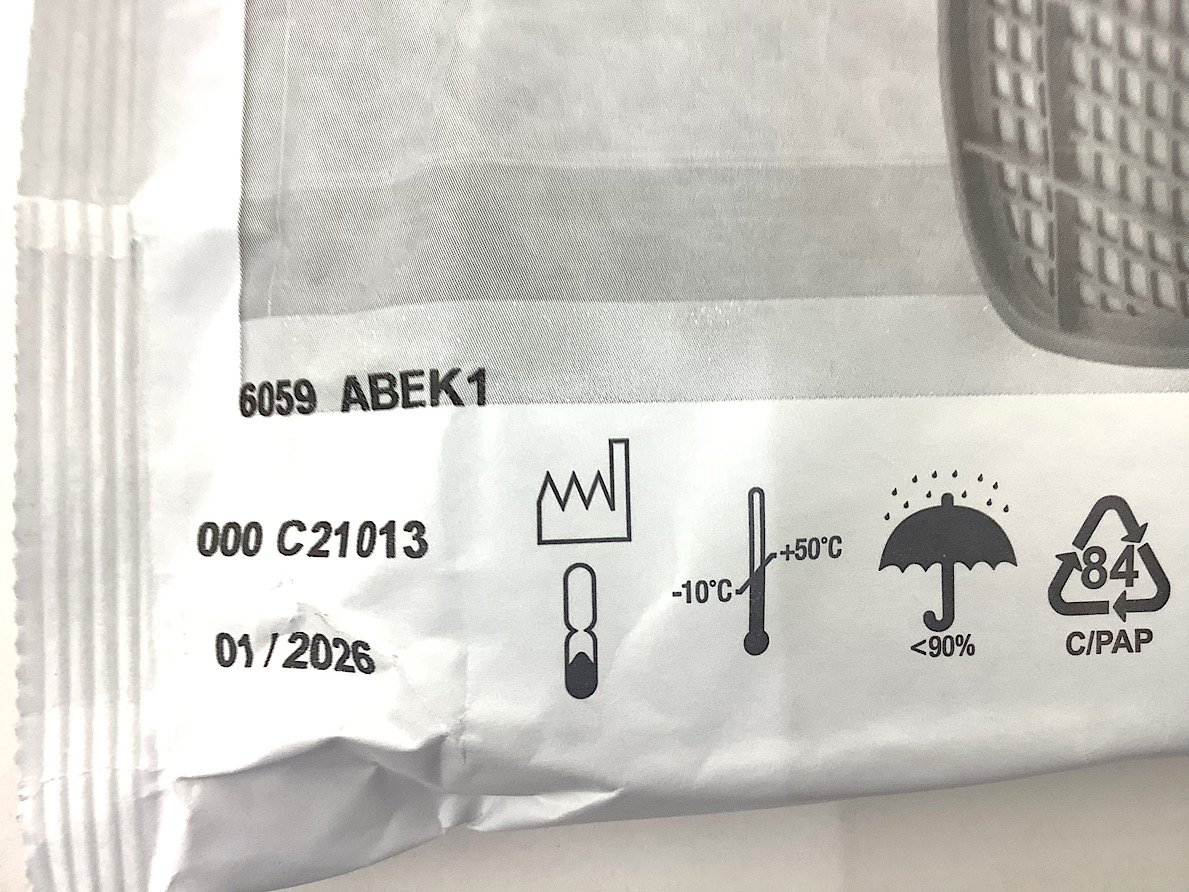 6059 ABEK1
000 C21013
+50°C
-10°C
84
<90%
C/PAP
01/2026